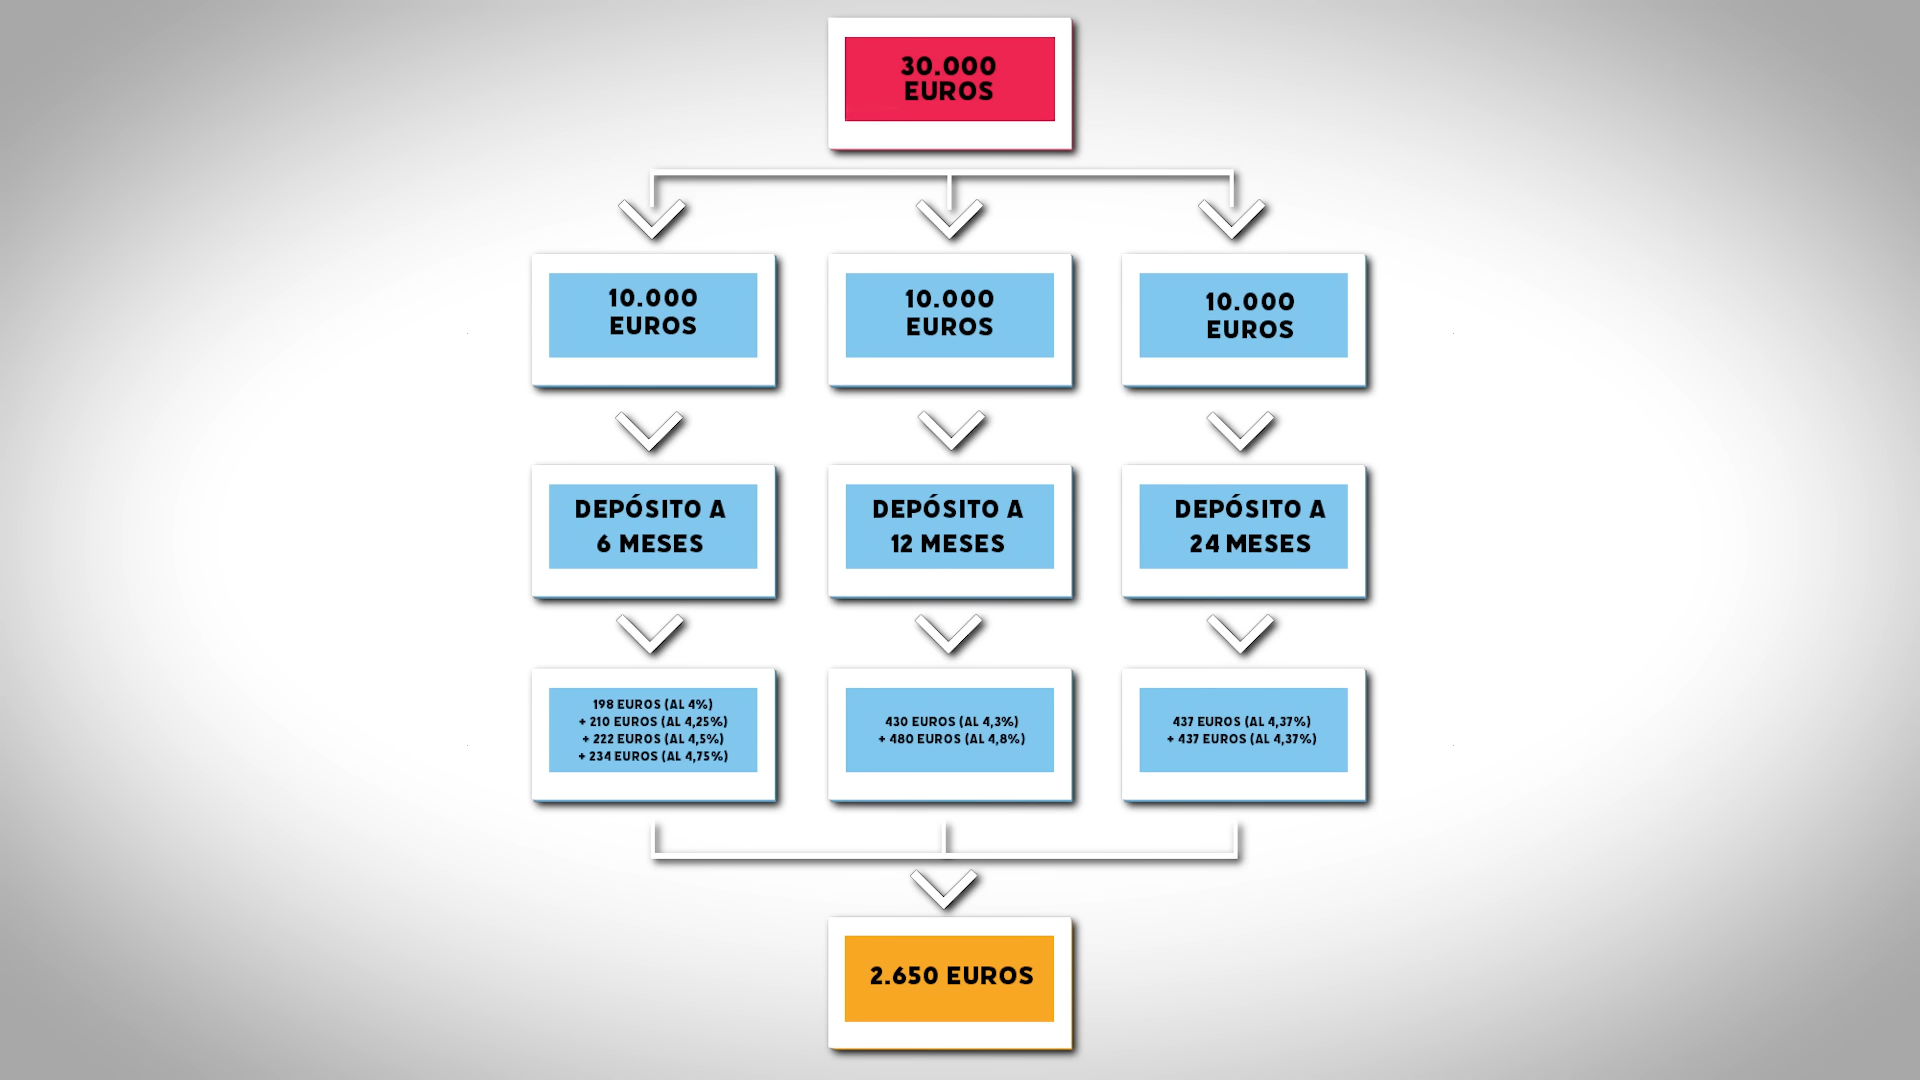 30.000
EUROS
10.000
EUROS
10.000
EUROS
10.000
EUROS
DEPÓSITO A
6 MESES
DEPÓSITO A
12 MESES
DEPÓSITO A
24 MESES
198 EUROS (AL 4%)
+ 210 EUROS (AL 4,25%)
+ 222 EUROS (AL 4,5%)
+ 234 EUROS (AL 4,75%)
430 EUROS (AL 4,3%)
+ 480 EUROS (AL 4,8%)
437 EUROS (AL 4,37%)
+ 437 EUROS (AL 4,37%)
2.650 EUROS